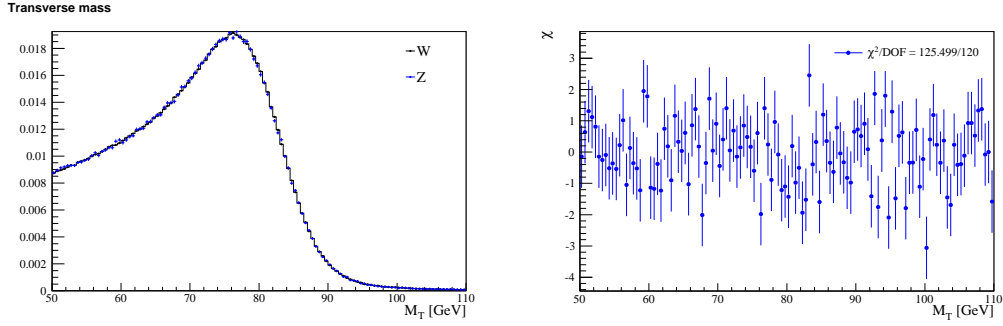 Transverse mass
0.018
0.016
0.014
0.012
0.01
0.008
0.006
0.004
0.002
0
W
Z
50 60 70 80 90 100 110
M_T [GeV]
χ
3
2
1
0
-1
-2
-3
-4
χ²/DOF = 125.499/120
50 60 70 80 90 100 110
M_T [GeV]